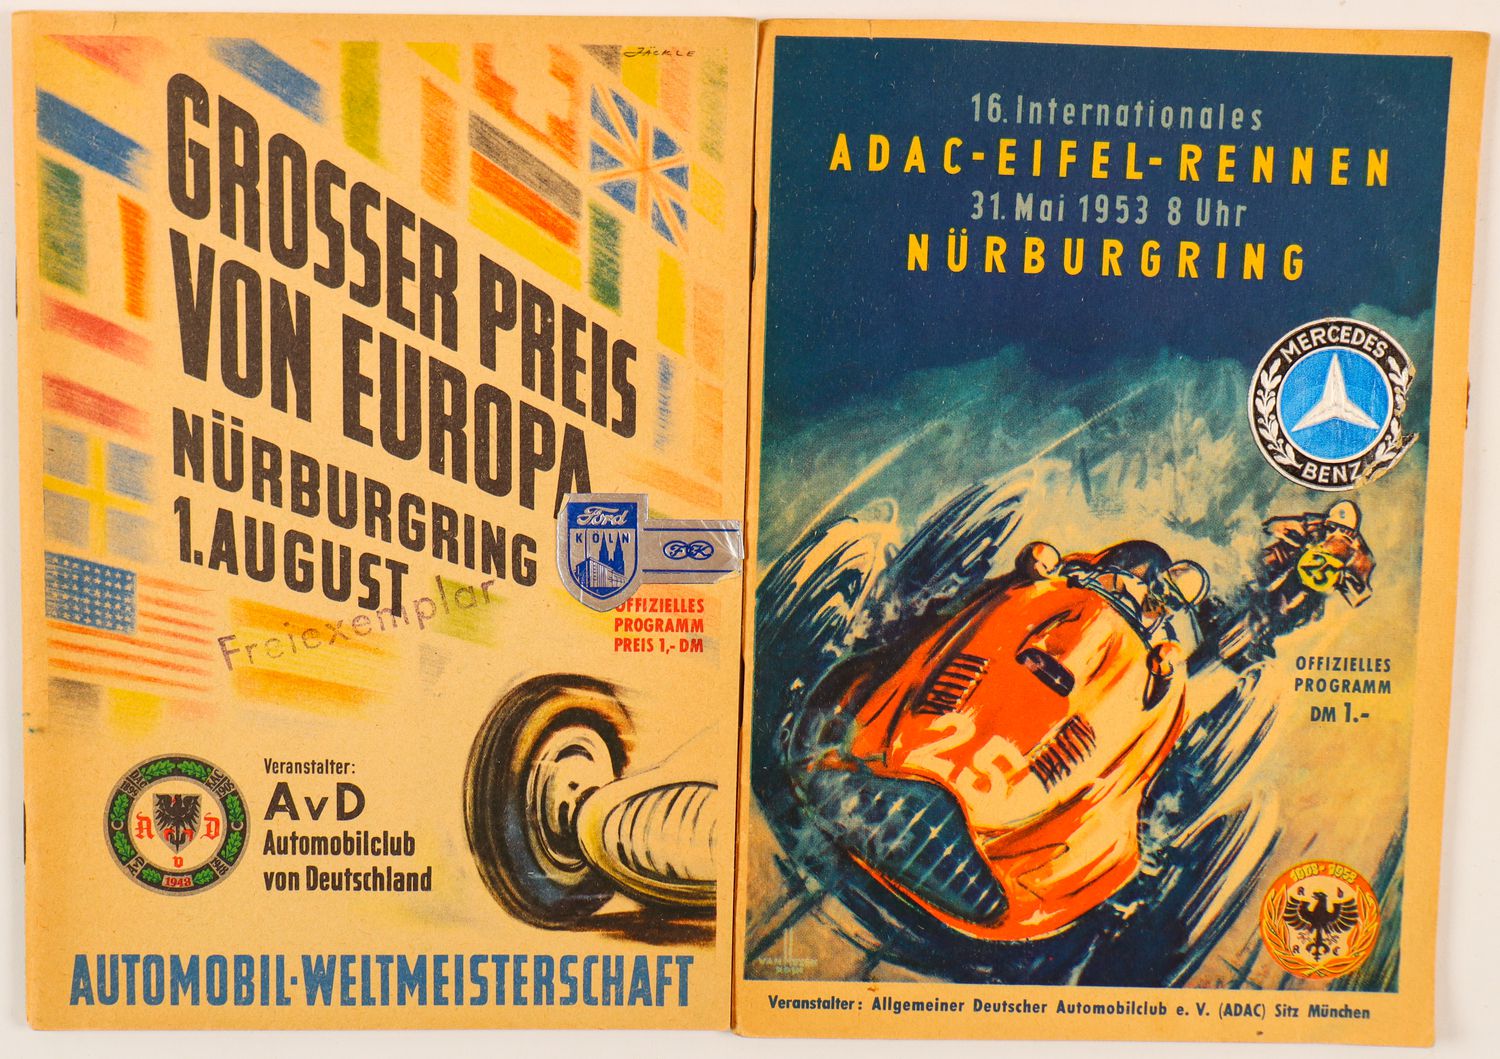 JÄCKLE
GROSSER PREIS
VON EUROPA
NÜRBURGRING
1. AUGUST
Freiexemplar
Ford
KÖLN
FK
OFFIZIELLES
PROGRAMM
PREIS 1,- DM
Veranstalter:
AvD
Automobilclub
von Deutschland
A D
v
1948
AUTOMOBIL-WELTMEISTERSCHAFT
16. Internationales
ADAC-EIFEL-RENNEN
31. Mai 1953 8 Uhr
NÜRBURGRING
MERCEDES
BENZ
25
OFFIZIELLES
PROGRAMM
DM 1.-
25
1903-1953
A D
A C
Veranstalter: Allgemeiner Deutscher Automobilclub e. V. (ADAC) Sitz München